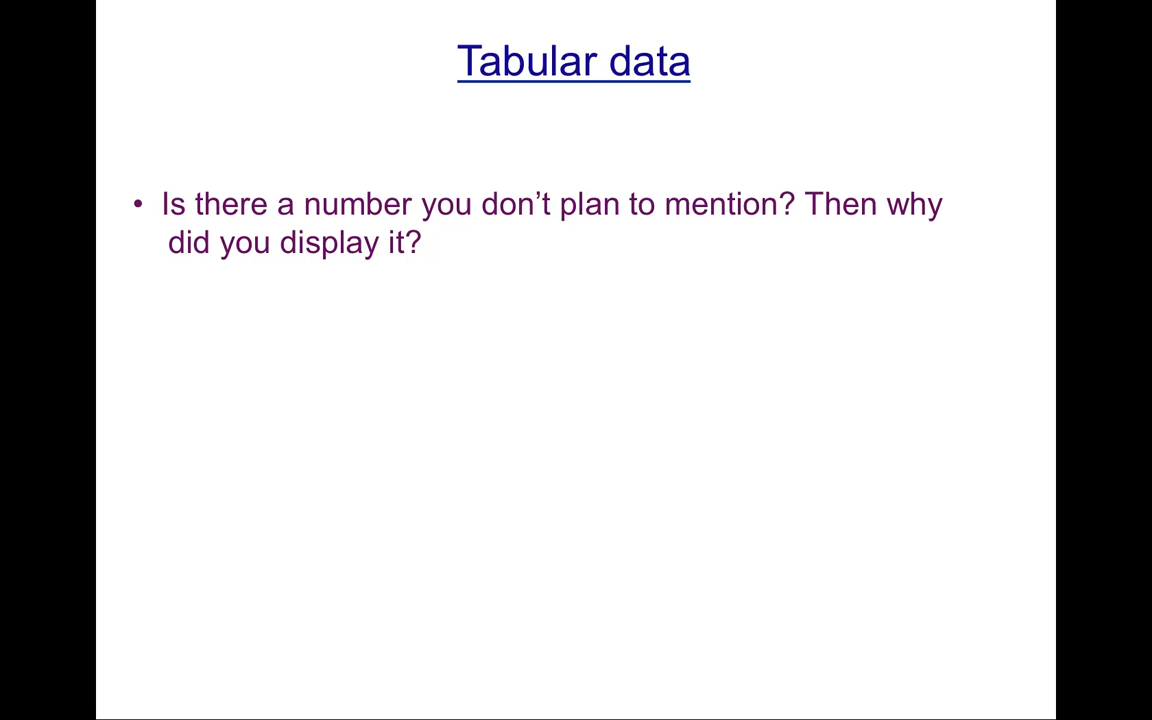 Tabular data
• Is there a number you don’t plan to mention? Then why
did you display it?